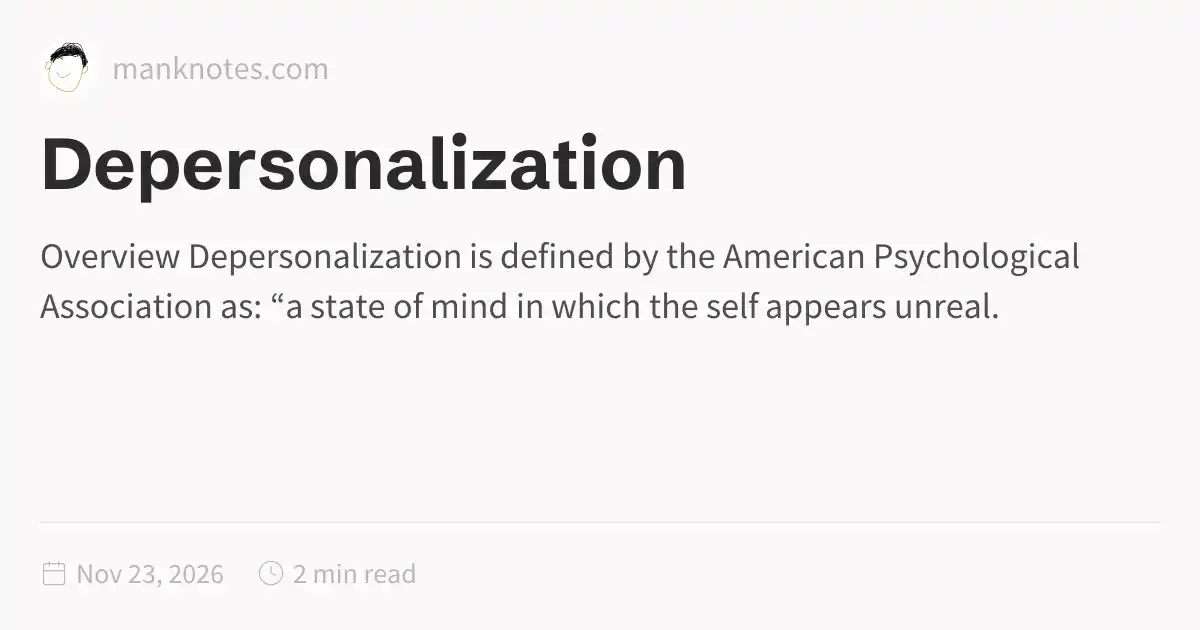 manknotes.com
Depersonalization
Overview Depersonalization is defined by the American Psychological
Association as: “a state of mind in which the self appears unreal.
Nov 23, 2026 2 min read